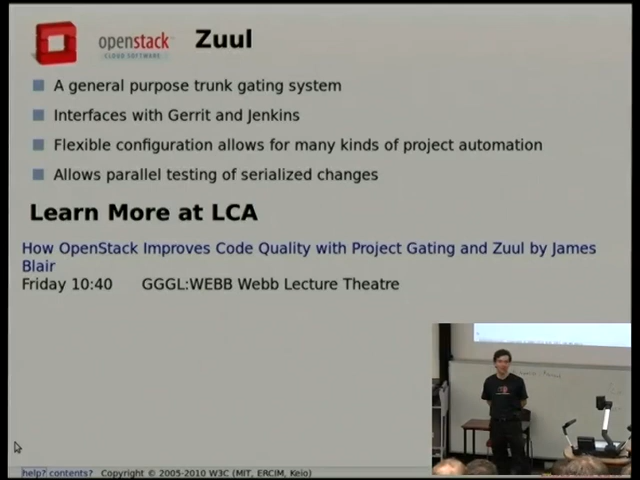 openstack
CLOUD SOFTWARE
Zuul
A general purpose trunk gating system
Interfaces with Gerrit and Jenkins
Flexible configuration allows for many kinds of project automation
Allows parallel testing of serialized changes
Learn More at LCA
How OpenStack Improves Code Quality with Project Gating and Zuul by James
Blair
Friday 10:40 GGGL:WEBB Webb Lecture Theatre
help? contents? Copyright © 2005-2010 W3C (MIT, ERCIM, Keio)